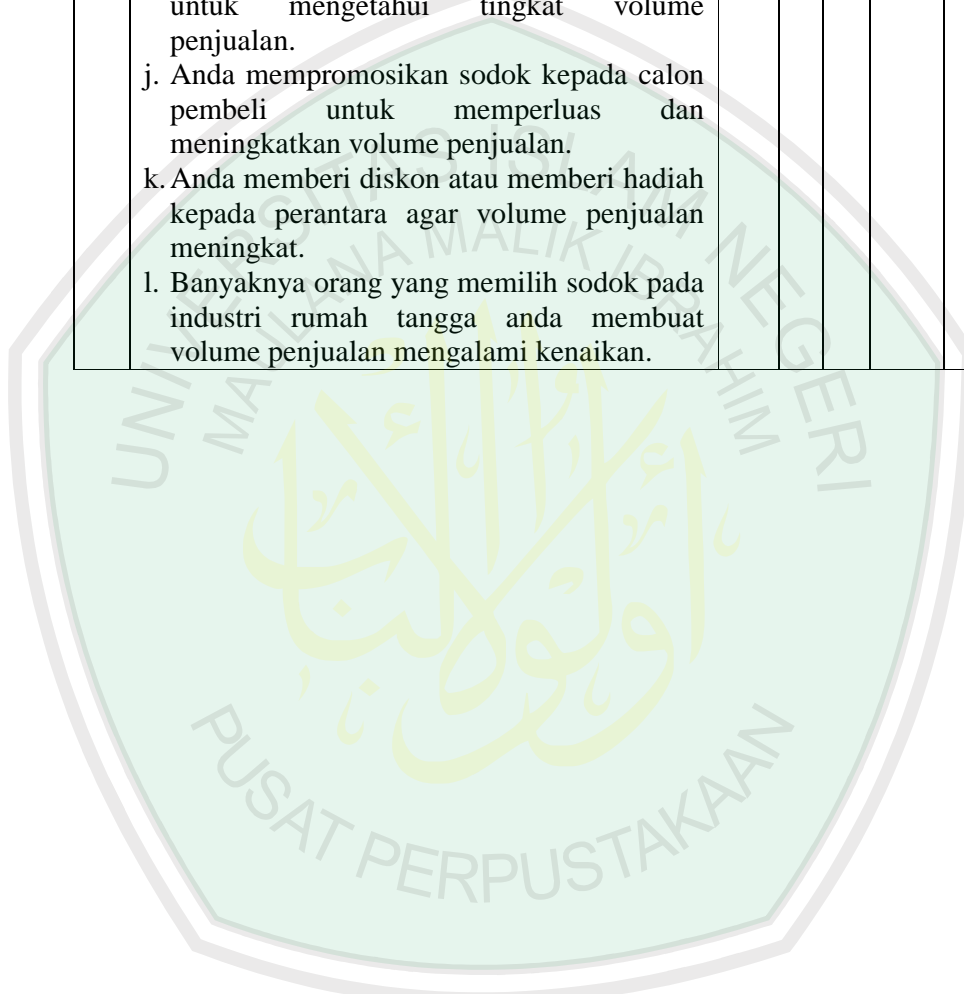 untuk mengetahui tingkat volume
penjualan.
j. Anda mempromosikan sodok kepada calon
pembeli untuk memperluas dan
meningkatkan volume penjualan.
k. Anda memberi diskon atau memberi hadiah
kepada perantara agar volume penjualan
meningkat.
l. Banyaknya orang yang memilih sodok pada
industri rumah tangga anda membuat
volume penjualan mengalami kenaikan.
UNIVERSITAS ISLAM NEGERI
MAULANA MALIK IBRAHIM
PUSAT PERPUSTAKAAN